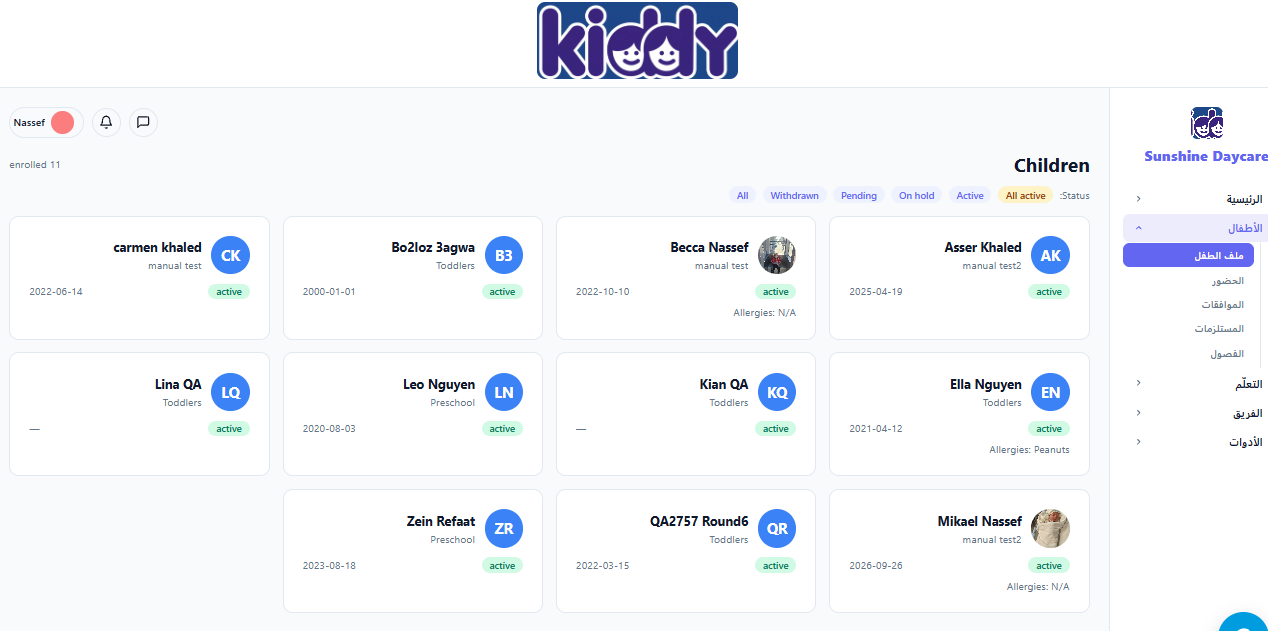 kiddy
Nassef
Sunshine Daycare
Children
enrolled 11
Status:
All active
Active
On hold
Pending
Withdrawn
All
الرئيسية
الأطفال
ملف الطفل
الحضور
الموافقات
المستلزمات
الفصول
التعلّم
الفريق
الأدوات
AK
Asser Khaled
manual test2
active
2025-04-19
Becca Nassef
manual test
active
2022-10-10
Allergies: N/A
B3
Bo2loz 3agwa
Toddlers
active
2000-01-01
CK
carmen khaled
manual test
active
2022-06-14
EN
Ella Nguyen
Toddlers
active
2021-04-12
Allergies: Peanuts
KQ
Kian QA
Toddlers
active
—
LN
Leo Nguyen
Preschool
active
2020-08-03
LQ
Lina QA
Toddlers
active
—
Mikael Nassef
manual test2
active
2026-09-26
Allergies: N/A
QR
QA2757 Round6
Toddlers
active
2022-03-15
ZR
Zein Refaat
Preschool
active
2023-08-18